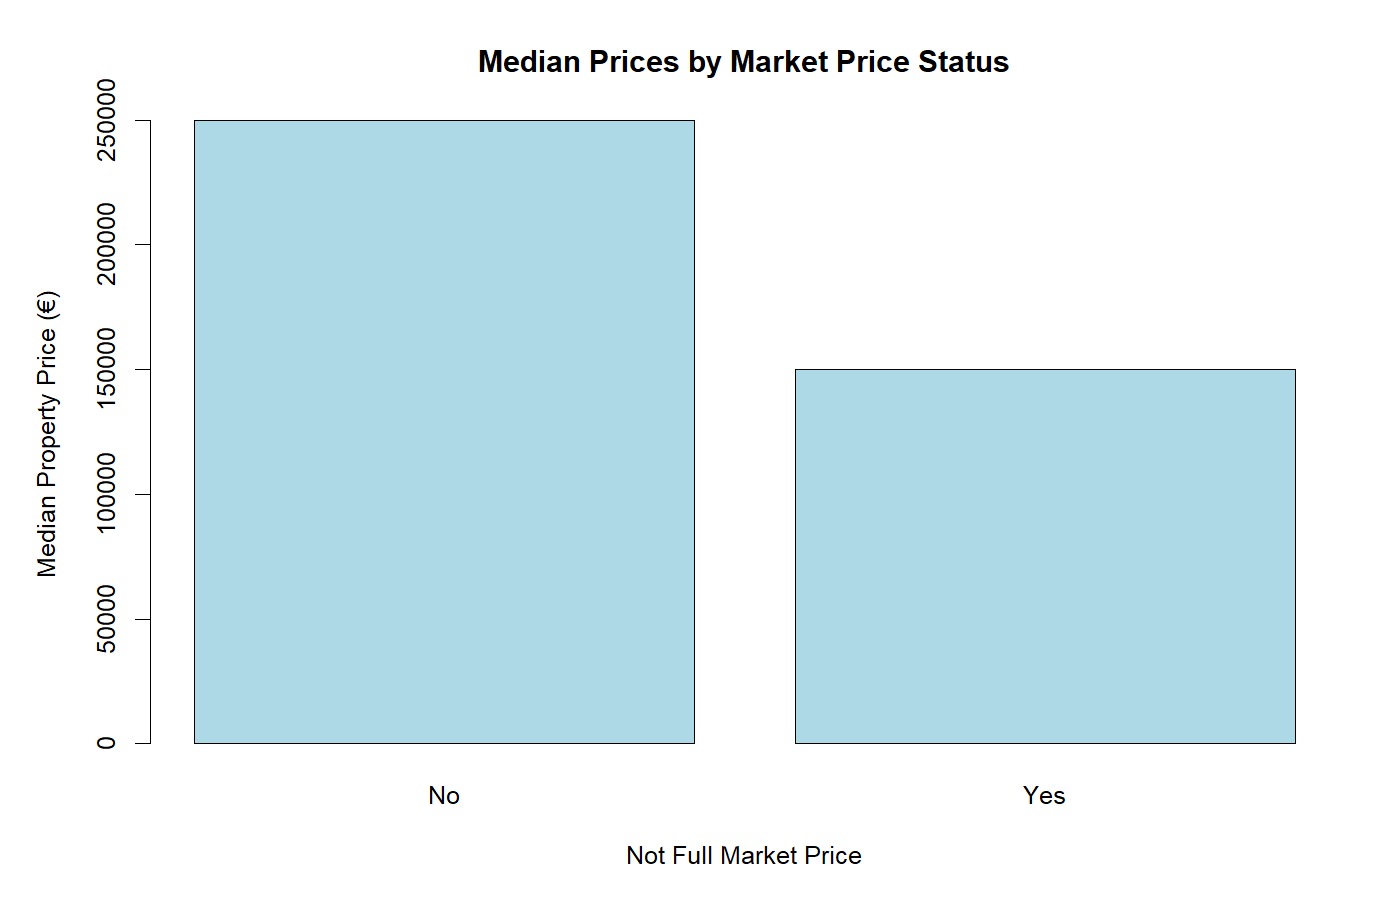 Median Prices by Market Price Status
Median Property Price (€)
250000
200000
150000
100000
50000
0
No
Yes
Not Full Market Price